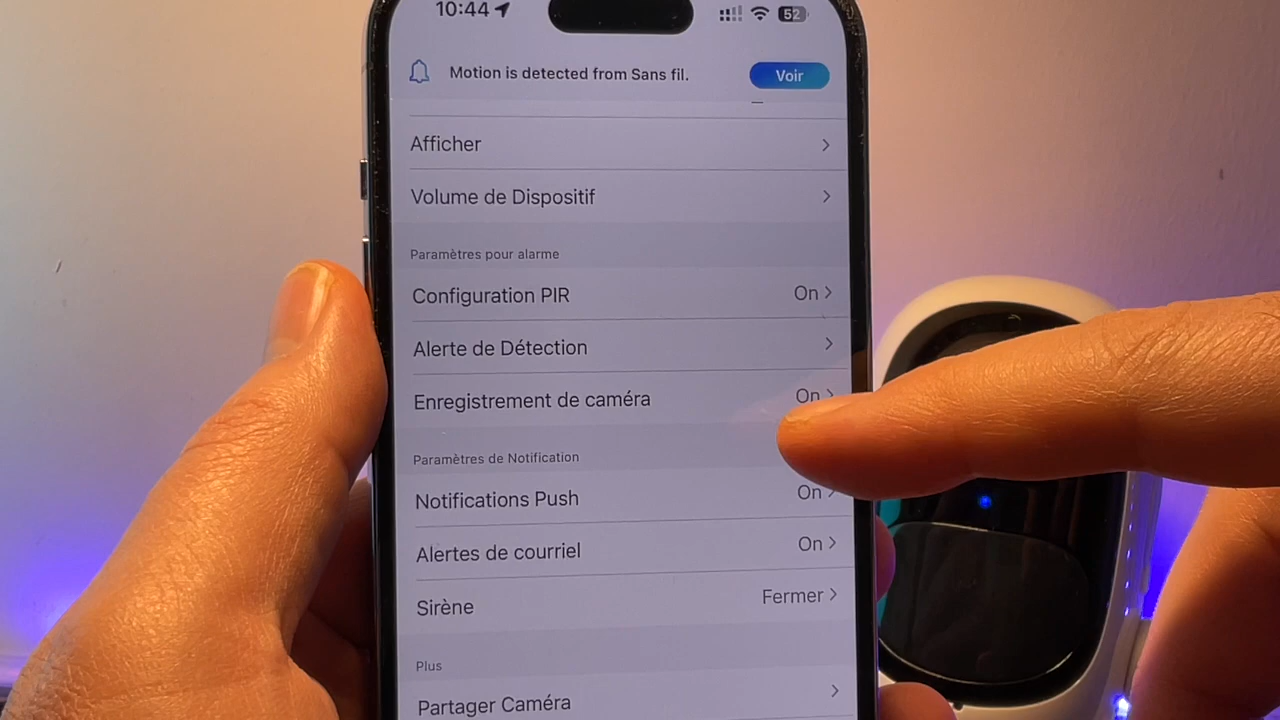 10:44
52
Motion is detected from Sans fil.
Voir
Afficher
Volume de Dispositif
Paramètres pour alarme
Configuration PIR On
Alerte de Détection
Enregistrement de caméra On
Paramètres de Notification
Notifications Push On
Alertes de courriel On
Sirène Fermer
Plus
Partager Caméra